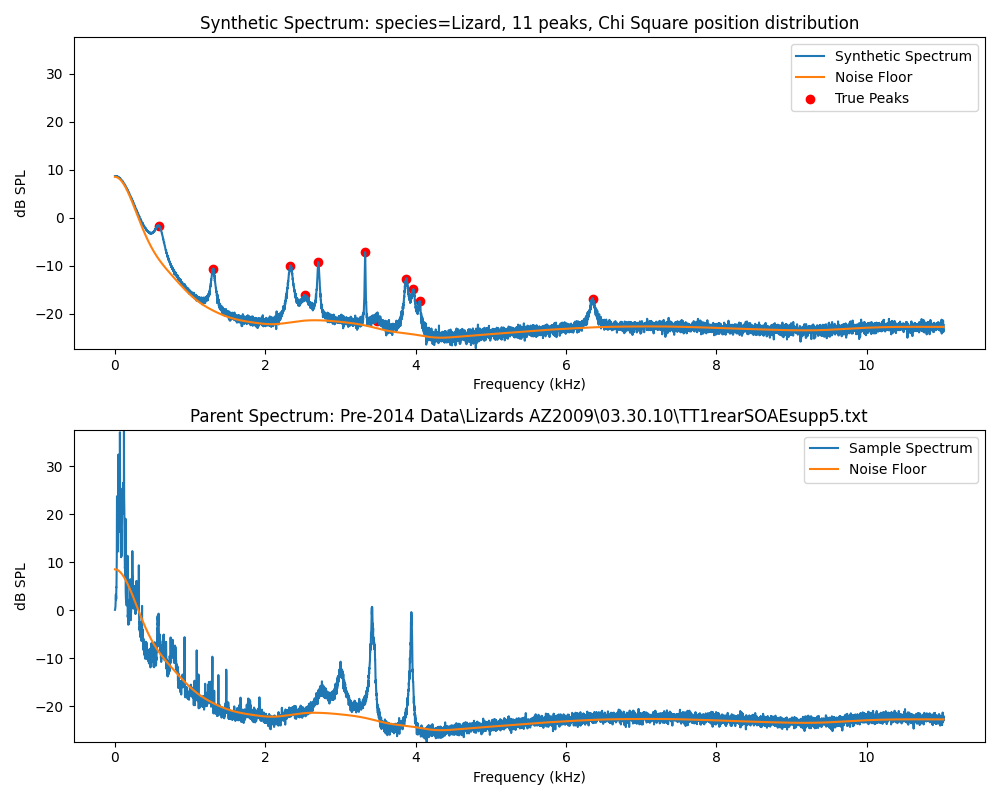 Synthetic Spectrum: species=Lizard, 11 peaks, Chi Square position distribution
30
20
10
0
−10
−20
dB SPL
Synthetic Spectrum
Noise Floor
True Peaks
0 2 4 6 8 10
Frequency (kHz)
Parent Spectrum: Pre-2014 Data\Lizards AZ2009\03.30.10\TT1rearSOAEsupp5.txt
30
20
10
0
−10
−20
dB SPL
Sample Spectrum
Noise Floor
0 2 4 6 8 10
Frequency (kHz)